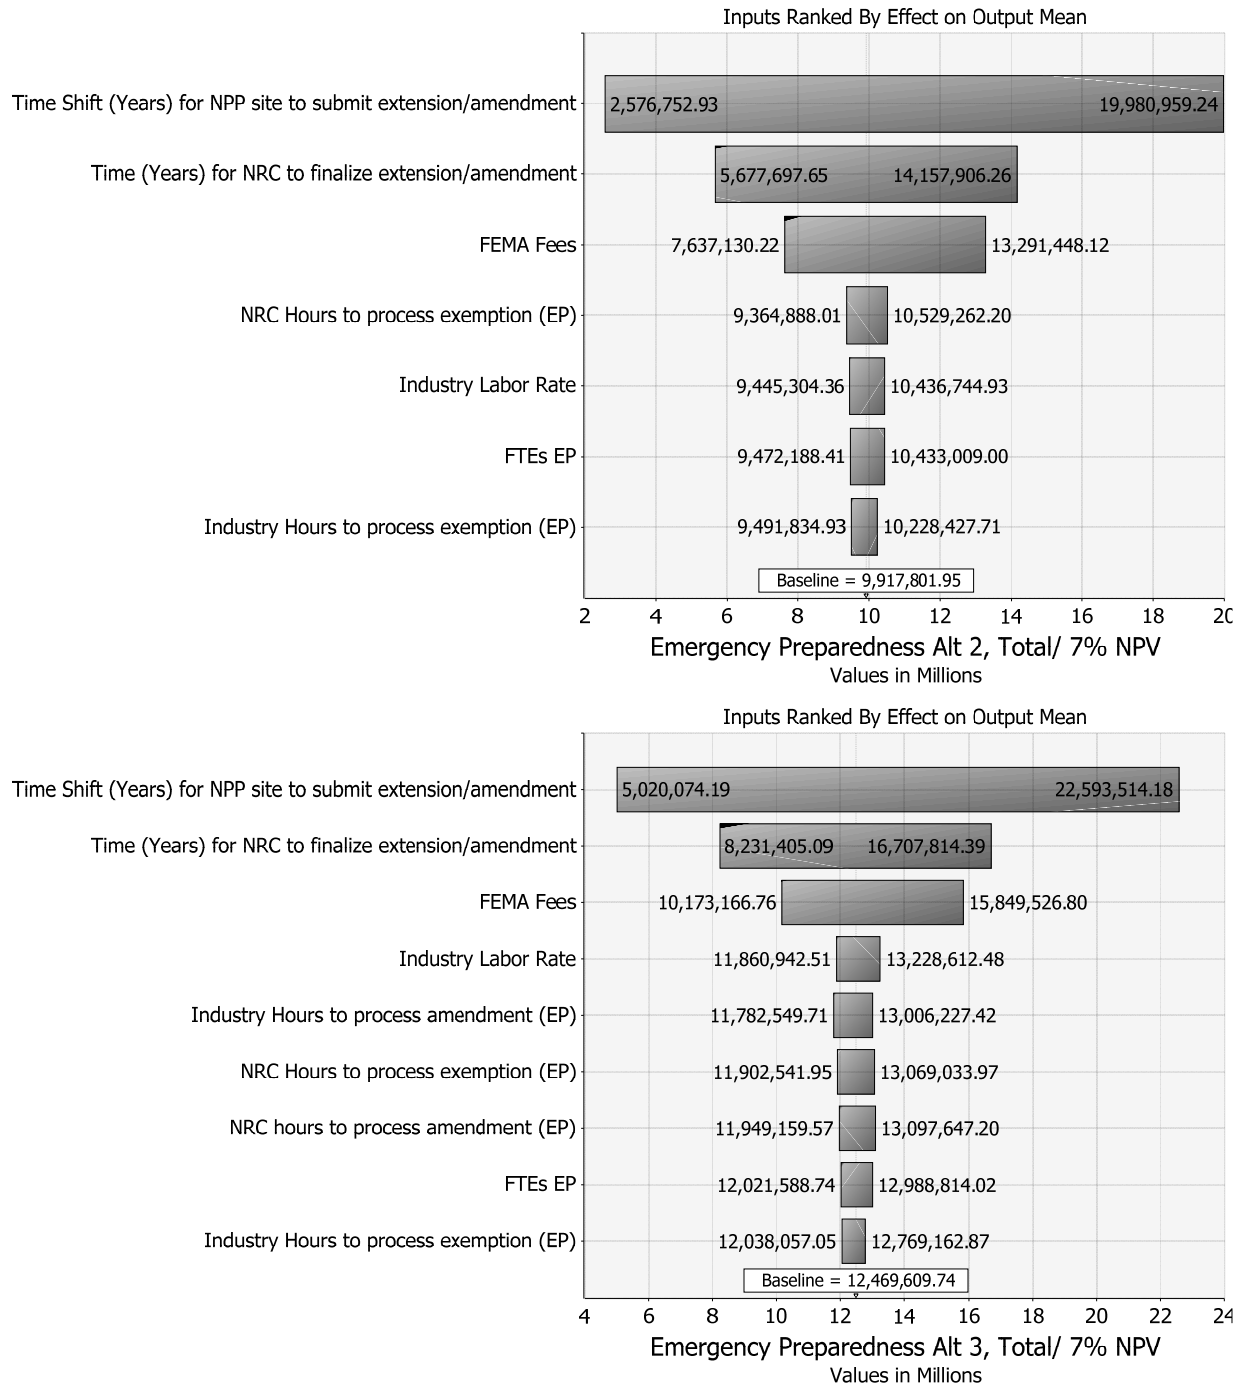 Inputs Ranked By Effect on Output Mean
Time Shift (Years) for NPP site to submit extension/amendment 2,576,752.93 19,980,959.24
Time (Years) for NRC to finalize extension/amendment 5,677,697.65 14,157,906.26
FEMA Fees 7,637,130.22 13,291,448.12
NRC Hours to process exemption (EP) 9,364,888.01 10,529,262.20
Industry Labor Rate 9,445,304.36 10,436,744.93
FTEs EP 9,472,188.41 10,433,009.00
Industry Hours to process exemption (EP) 9,491,834.93 10,228,427.71
Baseline = 9,917,801.95
2 4 6 8 10 12 14 16 18 20
Emergency Preparedness Alt 2, Total/ 7% NPV
Values in Millions
Inputs Ranked By Effect on Output Mean
Time Shift (Years) for NPP site to submit extension/amendment 5,020,074.19 22,593,514.18
Time (Years) for NRC to finalize extension/amendment 8,231,405.09 16,707,814.39
FEMA Fees 10,173,166.76 15,849,526.80
Industry Labor Rate 11,860,942.51 13,228,612.48
Industry Hours to process amendment (EP) 11,782,549.71 13,006,227.42
NRC Hours to process exemption (EP) 11,902,541.95 13,069,033.97
NRC hours to process amendment (EP) 11,949,159.57 13,097,647.20
FTEs EP 12,021,588.74 12,988,814.02
Industry Hours to process exemption (EP) 12,038,057.05 12,769,162.87
Baseline = 12,469,609.74
4 6 8 10 12 14 16 18 20 22 24
Emergency Preparedness Alt 3, Total/ 7% NPV
Values in Millions